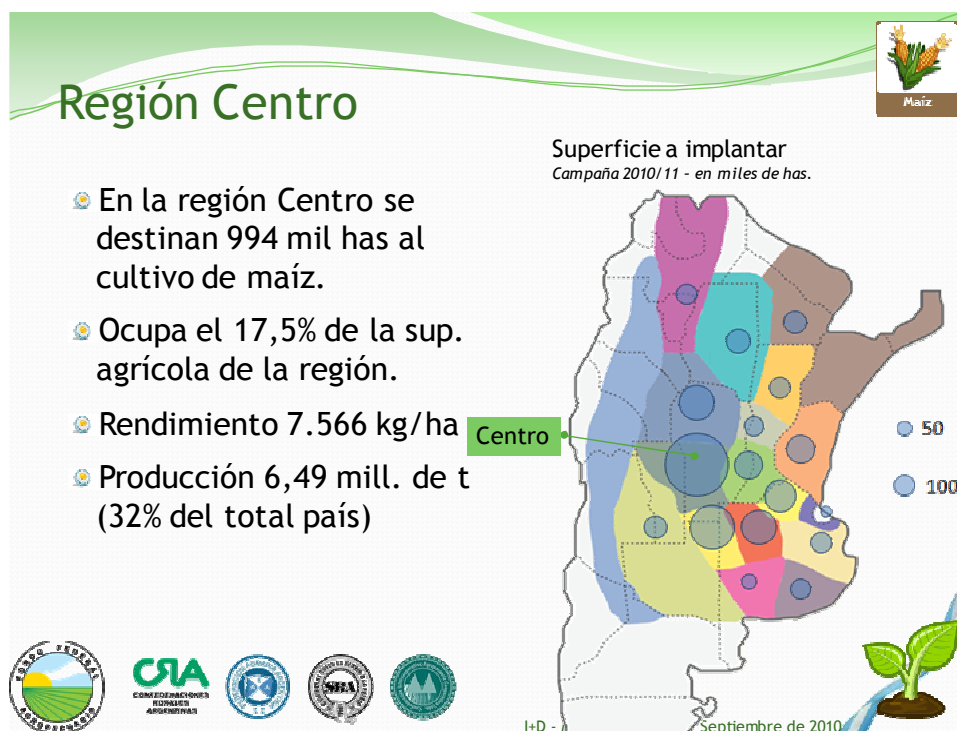 Región Centro
Maíz
Superficie a implantar
Campaña 2010/11 - en miles de has.
En la región Centro se
destinan 994 mil has al
cultivo de maíz.
Ocupa el 17,5% de la sup.
agrícola de la región.
Rendimiento 7.566 kg/ha
Producción 6,49 mill. de t
(32% del total país)
Centro
50
100
FONDO FEDERAL
AGROPECUARIO
CRA
CONFEDERACIONES
RURALES
ARGENTINAS
SRA
I+D -
Septiembre de 2010